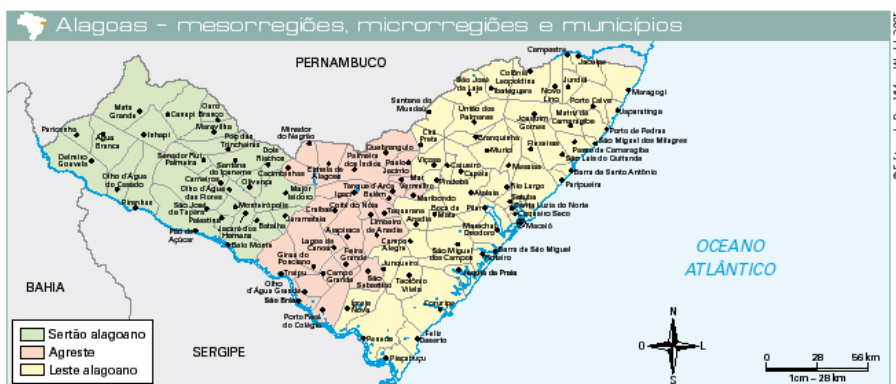 Alagoas – mesorregiões, microrregiões e municípios
PERNAMBUCO
Campestre
Jacuípe
Colônia
Leopoldina
São José
da Laje
Ibateguara
Novo
Lino
Jundiá
Maragogi
Porto Calvo
Japaratinga
Santana do
Mundaú
União dos
Palmares
Joaquim
Gomes
Matriz de
Camaragibe
Porto de Pedras
São Miguel dos Milagres
Passo de Camaragibe
São Luís do Quitunde
Barra de Santo Antônio
Paripueira
Branquinha
Murici
Flexeiras
Messias
Mata
Grande
Ouro
Branco
Canapi
Maravilha
Pariconha
Água
Branca
Inhapi
Poço das
Trincheiras
Minador
do Negrão
Quebrangulo
Chã
Preta
Viçosa
Cajueiro
Capela
Delmiro
Gouveia
Senador Rui
Palmeira
Santana do
Ipanema
Dois
Riachos
Cacimbinhas
Estrela de
Alagoas
Palmeira
dos Índios
Paulo
Jacinto
Mar
Vermelho
Pindoba
Atalaia
Rio Largo
Satuba
Santa Luzia do Norte
Coqueiro Seco
Maceió
Olho d'Água
do Casado
Piranhas
Carneiros
Olivença
Olho d'Água
das Flores
Major
Isidoro
Igaci
Tanque d'Arca
Belém
Maribondo
Boca da
Mata
Pilar
São José
da Tapera
Monteirópolis
Palestina
Pão de
Açúcar
Jacaré dos
Homens
Batalha
Belo Monte
Jaramataia
Craíbas
Coité do Nóia
Taquarana
Anadia
Marechal
Deodoro
Arapiraca
Limoeiro
de Anadia
Lagoa da
Canoa
Campo
Alegre
São Miguel
dos Campos
Barra de São Miguel
Roteiro
Girau do
Ponciano
Feira
Grande
Junqueiro
Jequiá da Praia
Traipu
Campo
Grande
São
Sebastião
Teotônio
Vilela
Olho
d'Água Grande
São Brás
Igreja
Nova
Coruripe
Porto Real
do Colégio
Penedo
Feliz
Deserto
Piaçabuçu
OCEANO
ATLÂNTICO
BAHIA
SERGIPE
Sertão alagoano
Agreste
Leste alagoano
N
O
L
S
0 28 56 km
1cm – 28 km